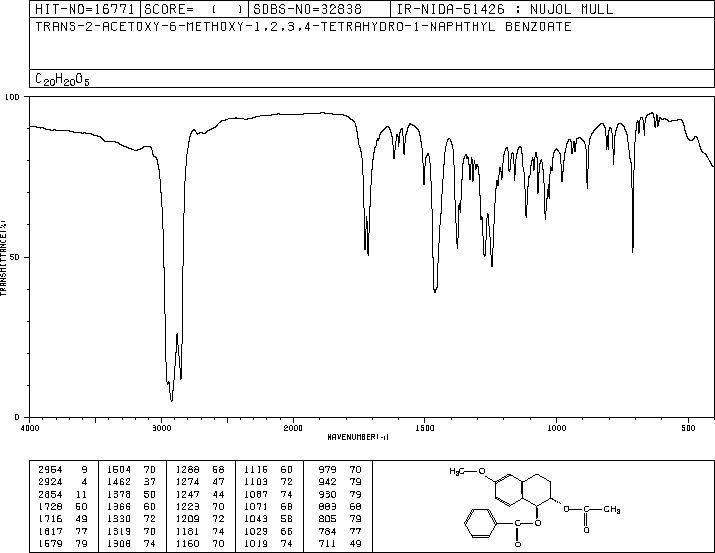 HIT-NO=16771 SCORE= ( ) SDBS-NO=32838 IR-NIDA-51426 : NUJOL MULL
TRANS-2-ACETOXY-6-METHOXY-1,2,3,4-TETRAHYDRO-1-NAPHTHYL BENZOATE
C20H20O5
100
TRANSMITTANCE(%)
50
0
4000 3000 2000 1500 1000 500
WAVENUMBER(-1)
2954 9 1504 70 1288 58 1116 60 979 70
2924 4 1462 37 1274 47 1103 72 942 79
2854 11 1378 50 1247 44 1087 74 930 79
1728 50 1366 60 1223 70 1071 68 883 68
1716 49 1330 72 1209 72 1043 58 805 79
1617 77 1319 70 1181 74 1029 66 784 77
1579 79 1308 74 1160 70 1019 74 711 49
H3C O
O CH3
O
O
O